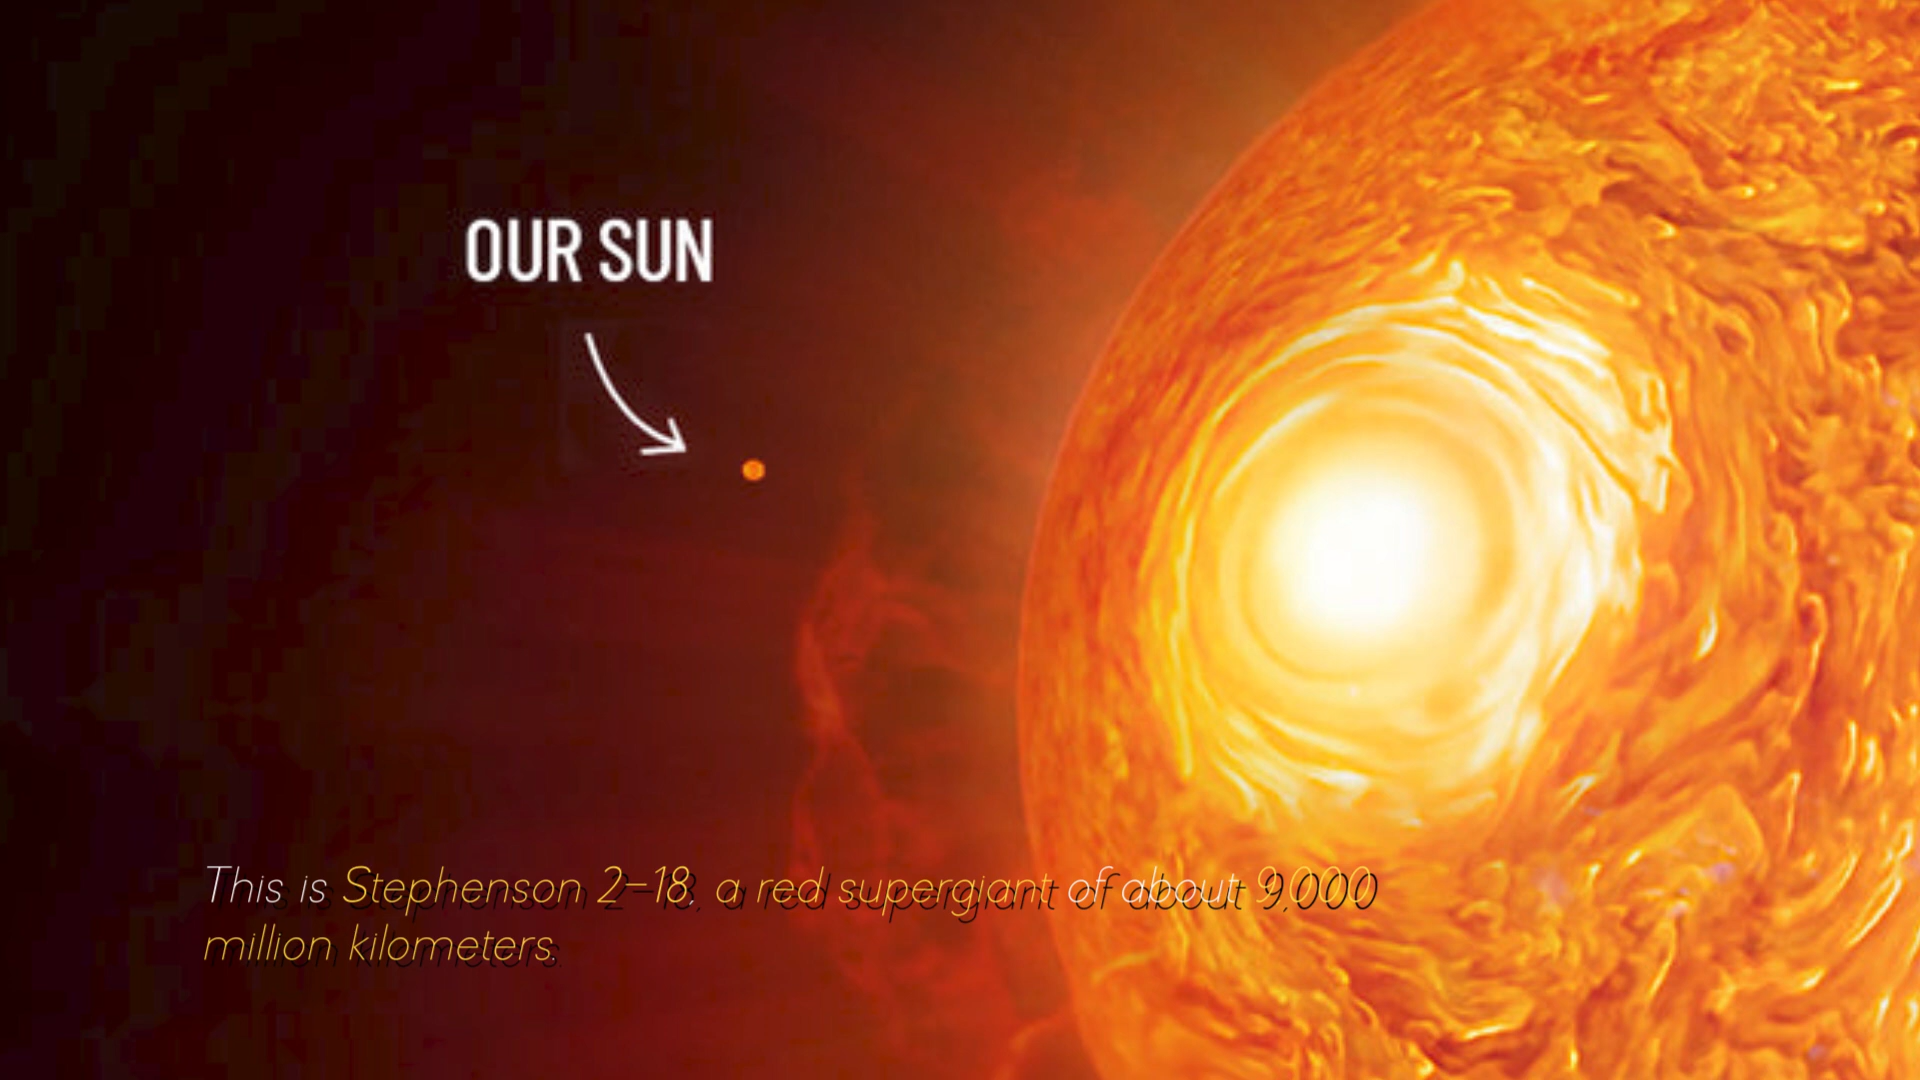 OUR SUN
This is Stephenson 2-18, a red supergiant of about 9,000
million kilometers.